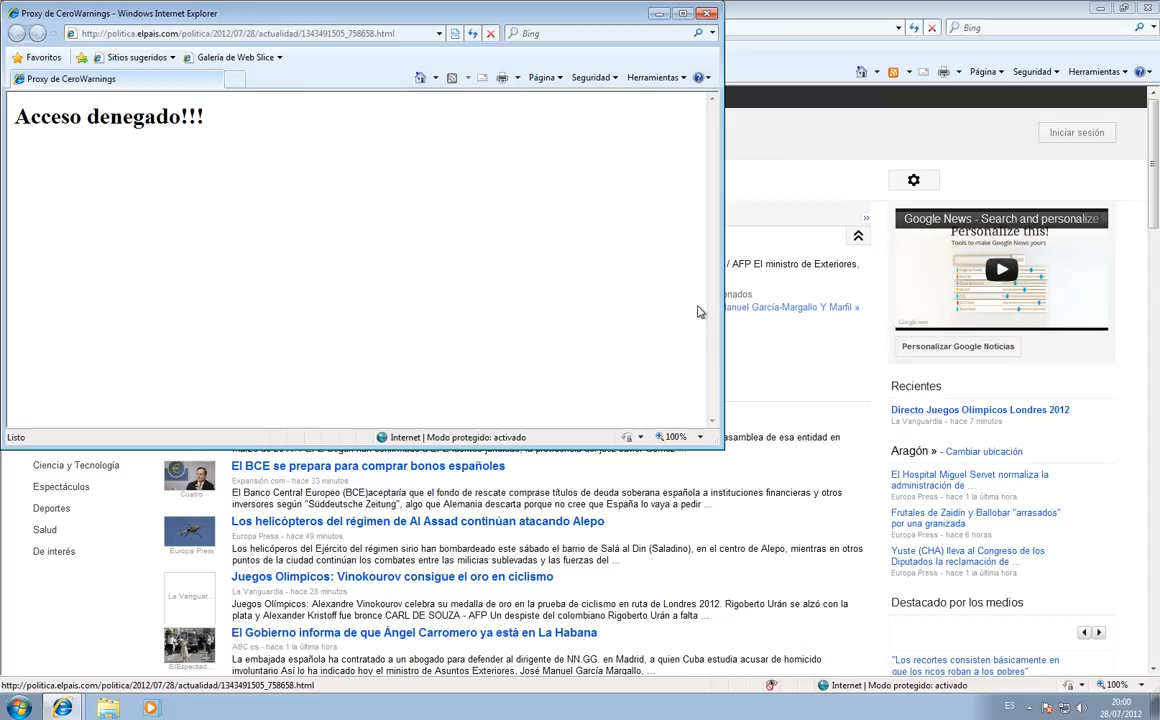 Proxy de CeroWarnings - Windows Internet Explorer
http://politica.elpais.com/politica/2012/07/28/actualidad/1343491505_758658.html
Bing
Bing
Favoritos
Sitios sugeridos
Galería de Web Slice
Proxy de CeroWarnings
Página
Seguridad
Herramientas
Página
Seguridad
Herramientas
Acceso denegado!!!
Iniciar sesión
Google News - Search and personalize
Personalize this!
Tools to make Google News yours
Google news
Personalizar Google Noticias
/ AFP El ministro de Exteriores,
onados
anuel García-Margallo Y Marfil »
Recientes
Directo Juegos Olímpicos Londres 2012
La Vanguardia - hace 7 minutos
Aragón » - Cambiar ubicación
El Hospital Miguel Servet normaliza la
administración de ...
Europa Press - hace 1 la última hora
Frutales de Zaidín y Ballobar "arrasados"
por una granizada
Europa Press - hace 6 horas
Yuste (CHA) lleva al Congreso de los
Diputados la reclamación de ...
Europa Press - hace 1 la última hora
Destacado por los medios
"Los recortes consisten básicamente en
que los ricos roban a los pobres"
Listo
Internet | Modo protegido: activado
100%
asamblea de esa entidad en
Ciencia y Tecnología
Espectáculos
Deportes
Salud
De interés
Cuatro
El BCE se prepara para comprar bonos españoles
Expansión.com - hace 33 minutos
El Banco Central Europeo (BCE)aceptaría que el fondo de rescate comprase títulos de deuda soberana española a instituciones financieras y otros
inversores según "Süddeutsche Zeitung", algo que Alemania descarta porque no cree que España lo vaya a pedir ...
Europa Press
Los helicópteros del régimen de Al Assad continúan atacando Alepo
Europa Press - hace 49 minutos
Los helicóperos del Ejército del régimen sirio han bombardeado este sábado el barrio de Salá al Din (Saladino), en el centro de Alepo, mientras en otros
puntos de la ciudad continúan los combates entre las milicias sublevadas y las fuerzas del ...
La Vanguar...
Juegos Olímpicos: Vinokourov consigue el oro en ciclismo
La Vanguardia - hace 28 minutos
Juegos Olímpicos: Alexandre Vinokourov celebra su medalla de oro en la prueba de ciclismo en ruta de Londres 2012. Rigoberto Urán se alzó con la
plata y Alexander Kristoff fue bronce CARL DE SOUZA - AFP Un despiste del colombiano Rigoberto Urán a falta ...
ElEspectad...
El Gobierno informa de que Ángel Carromero ya está en La Habana
ABC.es - hace 1 la última hora
La embajada española ha contratado a un abogado para defender al dirigente de NN.GG. en Madrid, a quien Cuba estudia acusar de homicidio
involuntario Así lo ha indicado hoy el ministro de Asuntos Exteriores, José Manuel García Margallo, ...
http://politica.elpais.com/politica/2012/07/28/actualidad/1343491505_758658.html
Internet | Modo protegido: activado
100%
ES
20:00
28/07/2012